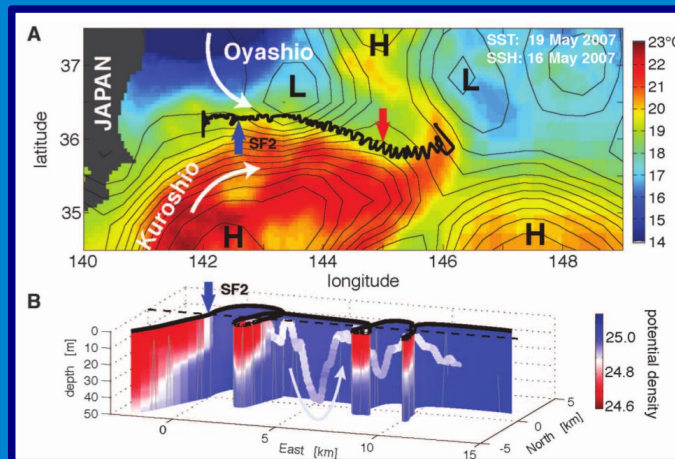 A
SST: 19 May 2007
SSH: 16 May 2007
Oyashio
H
L
L
JAPAN
SF2
Kuroshio
H
H
latitude
37
36
35
140
142
144
146
148
longitude
23°C
22
21
20
19
18
17
16
15
14
B
SF2
depth [m]
0
10
20
30
40
50
0
5
10
15
East [km]
-5
0
5
North [km]
25.0
24.8
24.6
potential density